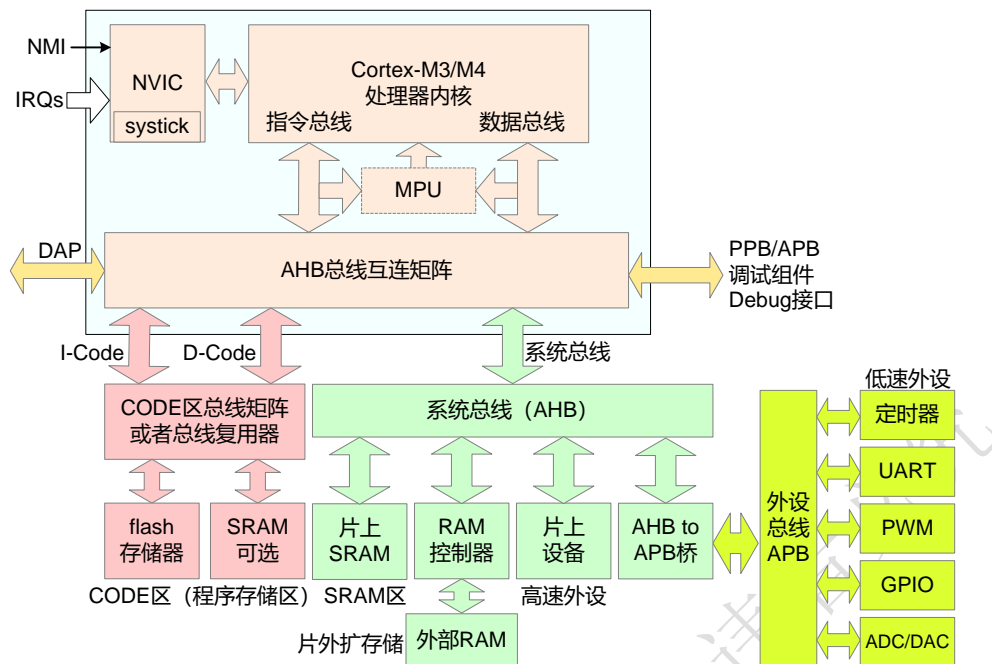 NMI
IRQs
NVIC
systick
Cortex-M3/M4
处理器内核
指令总线
数据总线
MPU
DAP
AHB总线互连矩阵
PPB/APB
调试组件
Debug接口
I-Code
D-Code
系统总线
CODE区总线矩阵
或者总线复用器
系统总线（AHB）
flash
存储器
SRAM
可选
片上
SRAM
RAM
控制器
片上
设备
AHB to
APB桥
CODE区（程序存储区）
SRAM区
高速外设
片外扩存储
外部RAM
外设
总线
APB
低速外设
定时器
UART
PWM
GPIO
ADC/DAC